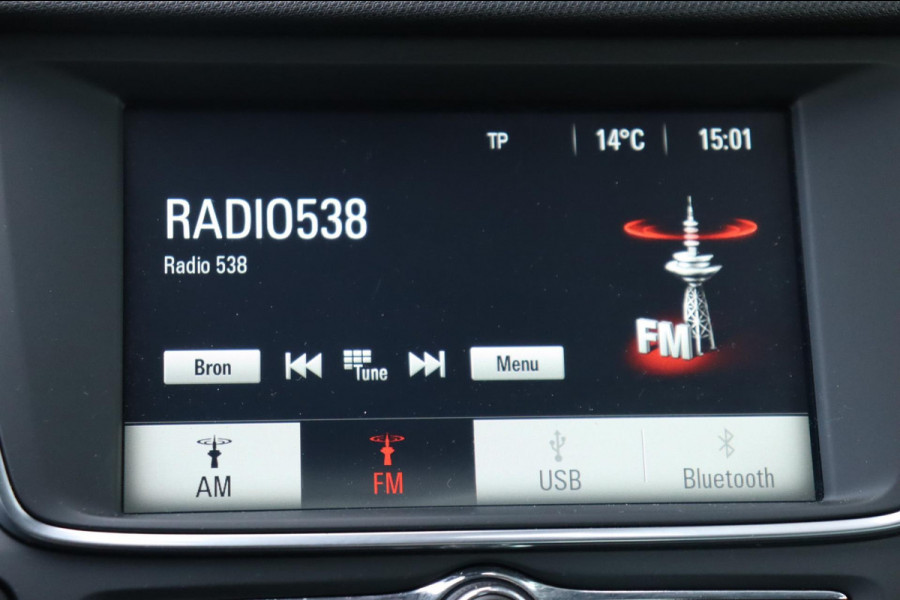 TP 14°C 15:01
RADIO538
Radio 538
FM
Bron Tune Menu
AM FM USB Bluetooth